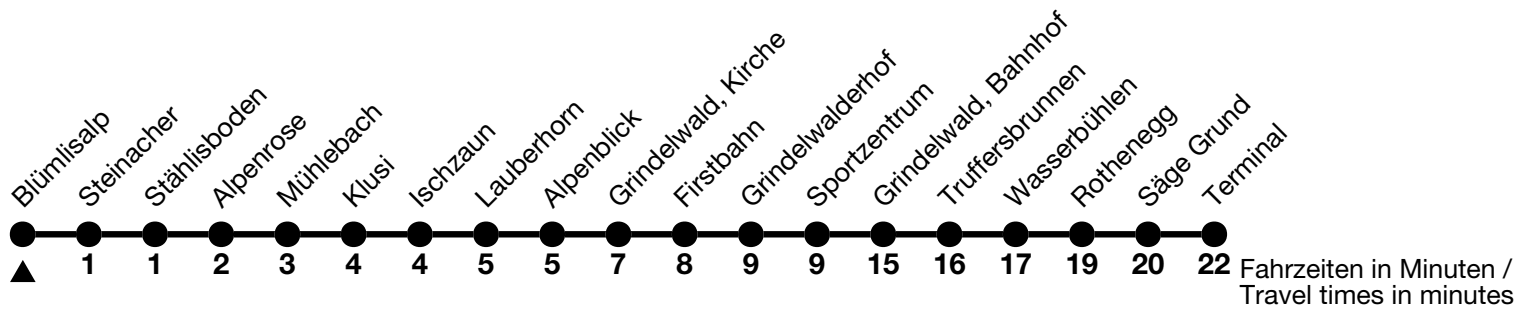 Blümlisalp
Steinacher
Stählisboden
Alpenrose
Mühlebach
Klusi
Ischzaun
Lauberhorn
Alpenblick
Grindelwald, Kirche
Firstbahn
Grindelwalderhof
Sportzentrum
Grindelwald, Bahnhof
Truffersbrunnen
Wasserbühlen
Rothenegg
Säge Grund
Terminal
1 1 2 3 4 4 5 5 7 8 9 9 15 16 17 19 20 22
Fahrzeiten in Minuten /
Travel times in minutes